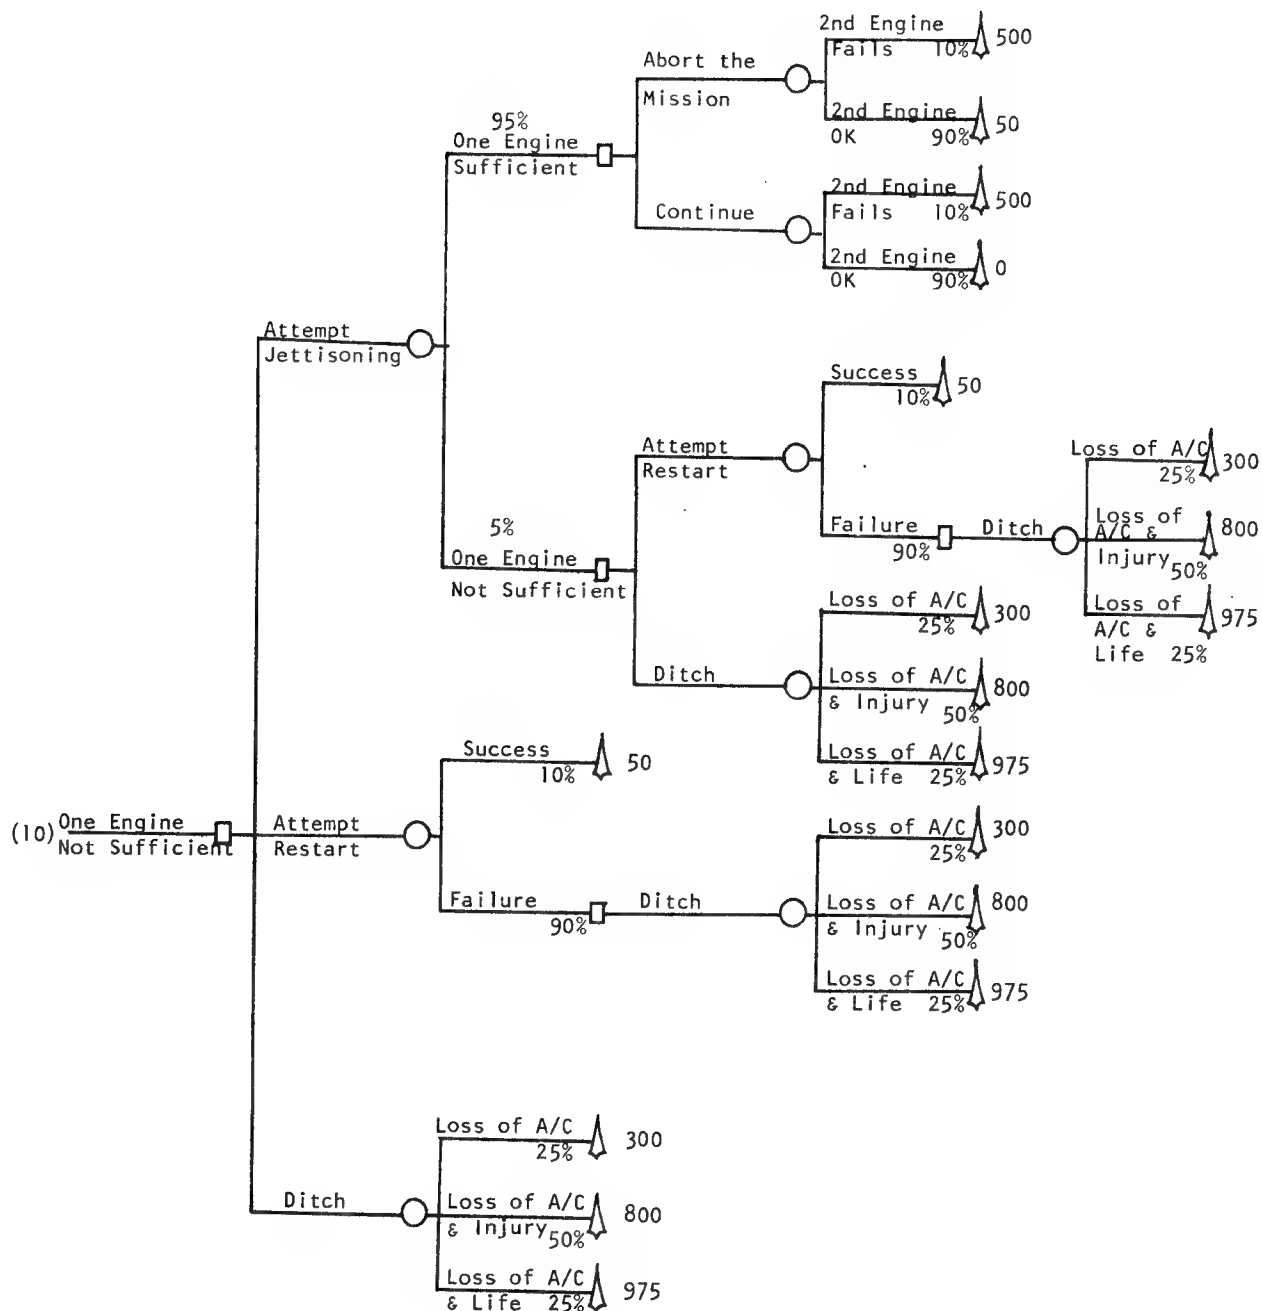 2nd Engine
Fails 10% 500
Abort the
Mission
2nd Engine
OK 90% 50
95%
One Engine
Sufficient
2nd Engine
Fails 10% 500
Continue
2nd Engine
OK 90% 0
Attempt
Jettisoning
Success
10% 50
Attempt
Restart
Loss of A/C
25% 300
Failure
90%
Ditch
Loss of
A/C &
Injury 50% 800
Loss of
A/C &
Life 25% 975
5%
One Engine
Not Sufficient
Loss of A/C
25% 300
Ditch
Loss of A/C
& Injury 50% 800
Loss of A/C
& Life 25% 975
Success
10% 50
(10) One Engine
Not Sufficient
Attempt
Restart
Loss of A/C
25% 300
Failure
90%
Ditch
Loss of A/C
& Injury 50% 800
Loss of A/C
& Life 25% 975
Loss of A/C
25% 300
Ditch
Loss of A/C
& Injury 50% 800
Loss of A/C
& Life 25% 975